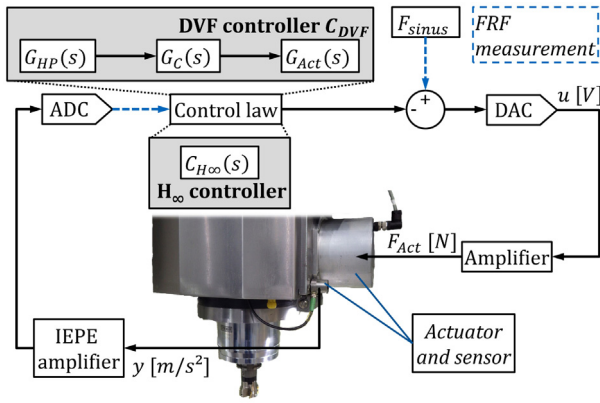 DVF controller C_DVF
G_HP(s)
G_C(s)
G_Act(s)
F_sinus
FRF
measurement
ADC
Control law
-
+
DAC
u [V]
C_H∞(s)
H∞ controller
F_Act [N]
Amplifier
IEPE
amplifier
y [m/s²]
Actuator
and sensor